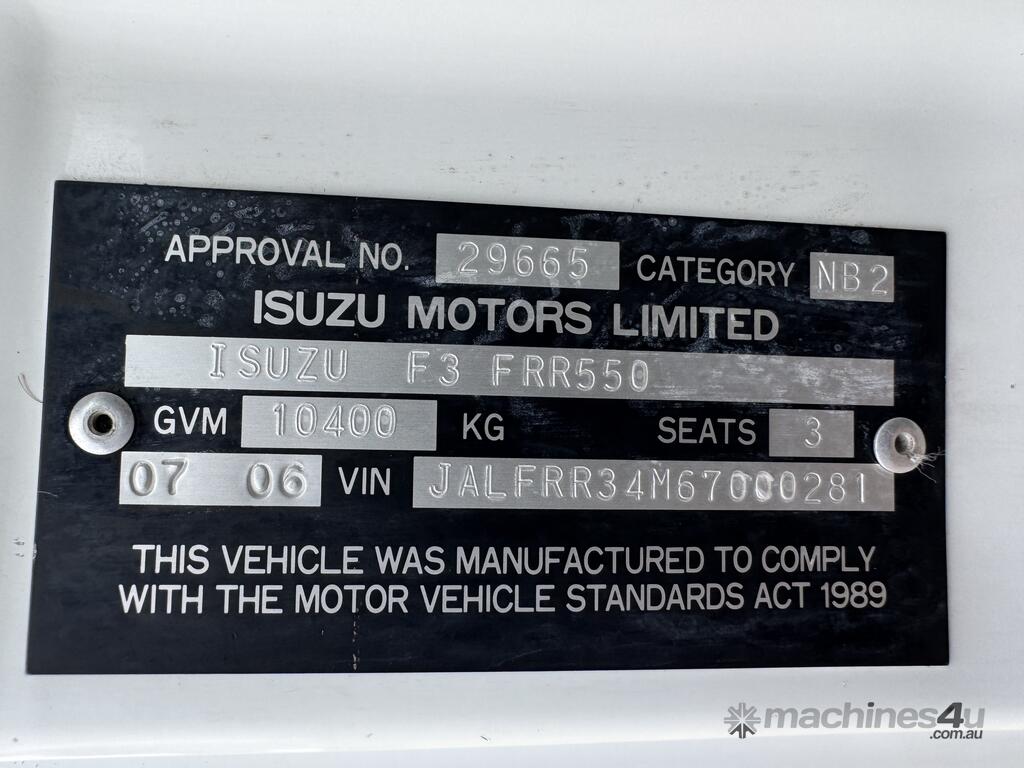 APPROVAL NO. 29665 CATEGORY NB2
ISUZU MOTORS LIMITED
ISUZU F3 FRR550
GVM 10400 KG SEATS 3
07 06 VIN JALFRR34M67000281
THIS VEHICLE WAS MANUFACTURED TO COMPLY
WITH THE MOTOR VEHICLE STANDARDS ACT 1989
machines4u
.com.au